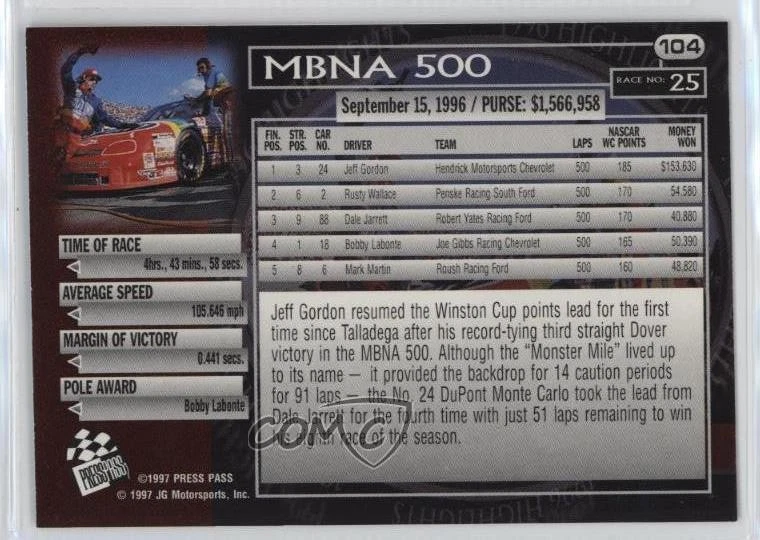 104
MBNA 500
RACE NO: 25
September 15, 1996 / PURSE: $1,566,958
FIN. POS. STR. POS. CAR NO. DRIVER TEAM LAPS NASCAR WC POINTS MONEY WON
1 3 24 Jeff Gordon Hendrick Motorsports Chevrolet 500 185 $153,630
2 6 2 Rusty Wallace Penske Racing South Ford 500 170 54,580
3 9 88 Dale Jarrett Robert Yates Racing Ford 500 170 40,880
4 1 18 Bobby Labonte Joe Gibbs Racing Chevrolet 500 165 50,390
5 8 6 Mark Martin Roush Racing Ford 500 160 48,820
TIME OF RACE
4hrs., 43 mins., 58 secs.
AVERAGE SPEED
105.646 mph
MARGIN OF VICTORY
0.441 secs.
POLE AWARD
Bobby Labonte
Jeff Gordon resumed the Winston Cup points lead for the first
time since Talladega after his record-tying third straight Dover
victory in the MBNA 500. Although the “Monster Mile” lived up
to its name — it provided the backdrop for 14 caution periods
for 91 laps — the No. 24 DuPont Monte Carlo took the lead from
Dale Jarrett for the fourth time with just 51 laps remaining to win
his eighth race of the season.
PRESS PASS
©1997 PRESS PASS
© 1997 JG Motorsports, Inc.
COMC
1996 HIGHLIGHTS